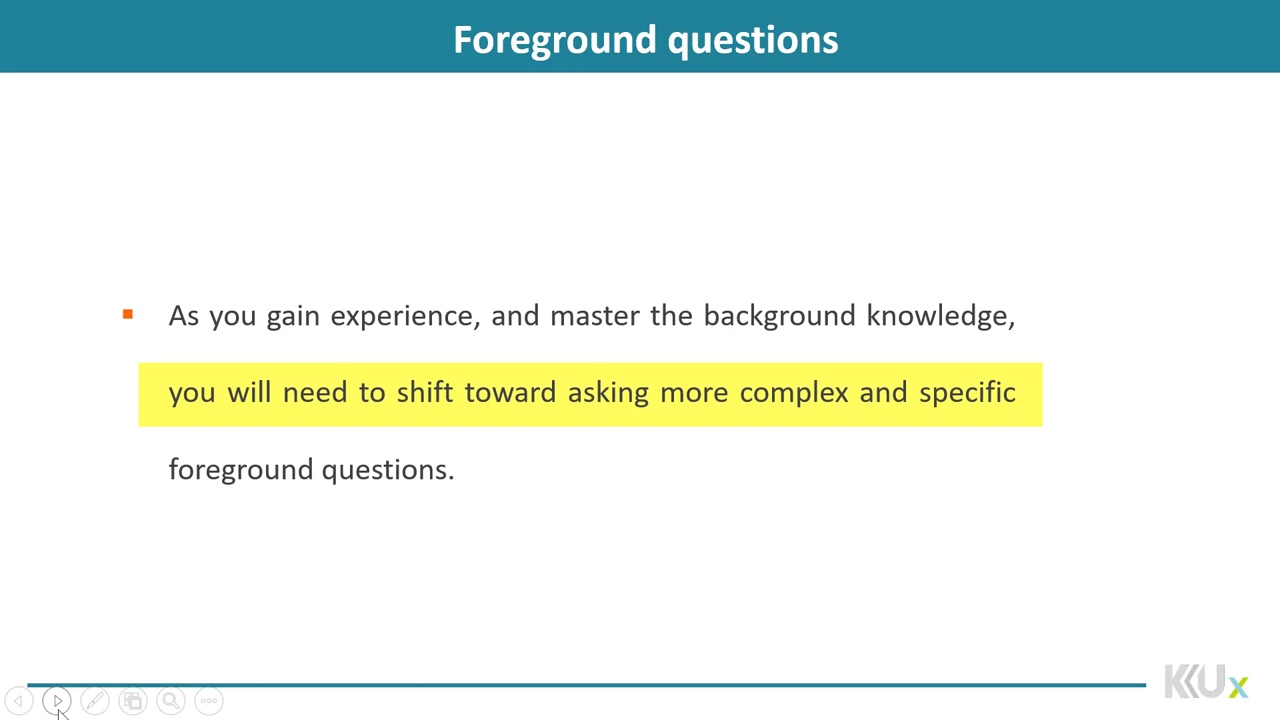 Foreground questions
As you gain experience, and master the background knowledge,
you will need to shift toward asking more complex and specific
foreground questions.
KKUx